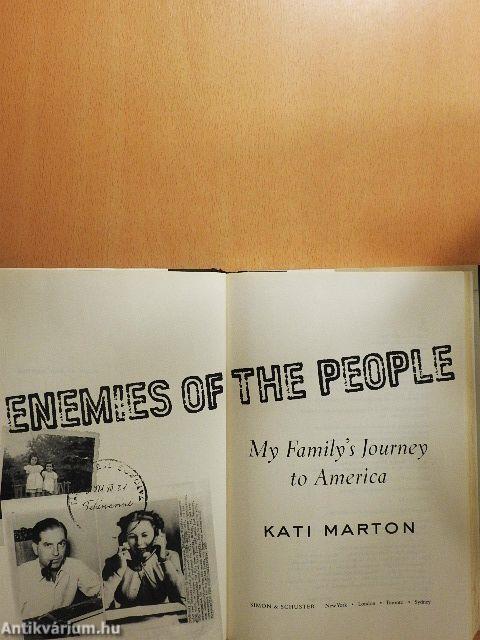 ENEMIES OF THE PEOPLE
My Family's Journey
to America
KATI MARTON
SIMON & SCHUSTER New York • London • Toronto • Sydney
Antikvárium.hu